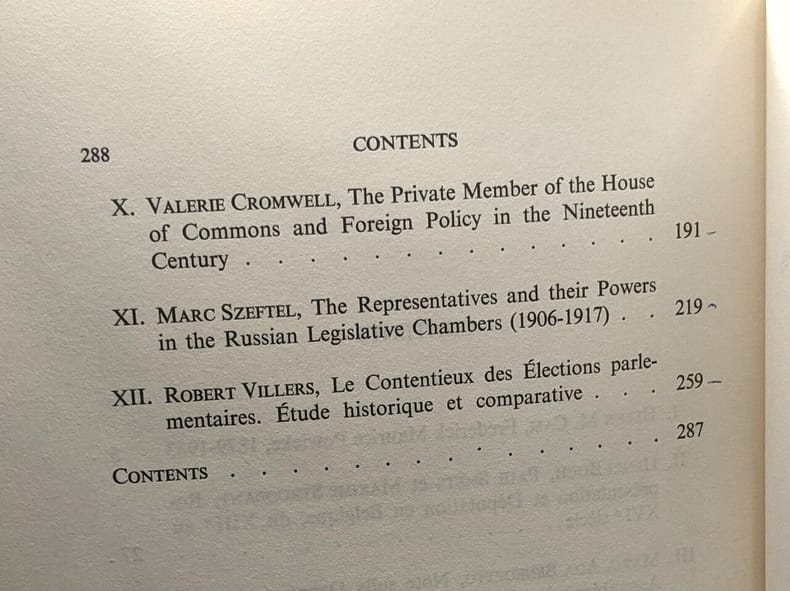 288
CONTENTS
X. VALERIE CROMWELL, The Private Member of the House
of Commons and Foreign Policy in the Nineteenth
Century . . . . . . . . . . . . . . 191
XI. MARC SZEFTEL, The Representatives and their Powers
in the Russian Legislative Chambers (1906-1917) . . 219
XII. ROBERT VILLERS, Le Contentieux des Élections parle-
mentaires. Étude historique et comparative . . . 259
CONTENTS . . . . . . . . . . . . . . 287